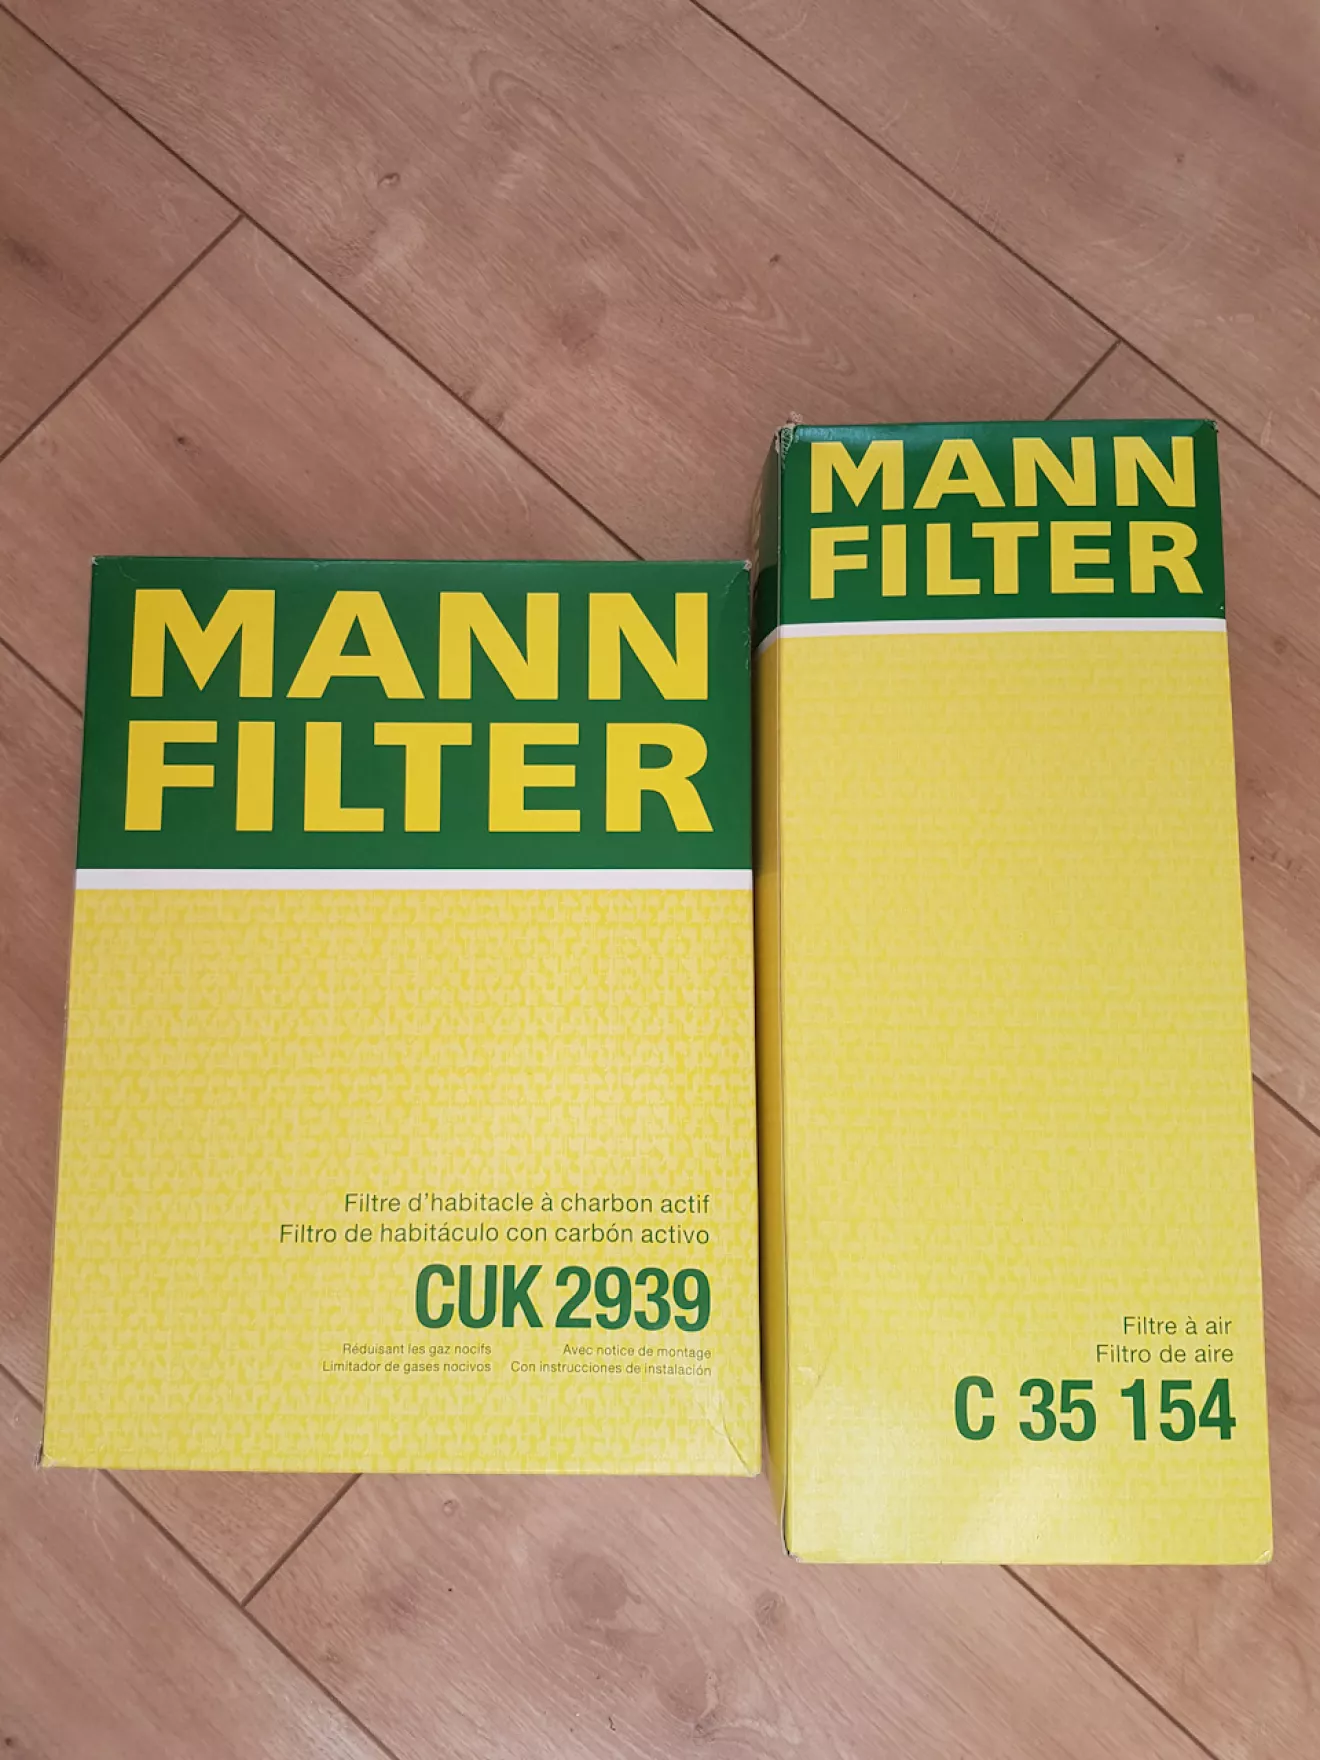 MANN
FILTER
Filtre d'habitacle à charbon actif
Filtro de habitáculo con carbón activo
CUK 2939
Réduisant les gaz nocifs
Limitador de gases nocivos
Avec notice de montage
Con instrucciones de instalación
MANN
FILTER
Filtre à air
Filtro de aire
C 35 154